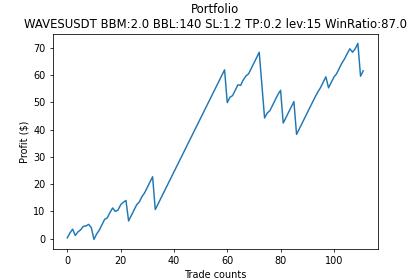 Portfolio
WAVESUSDT BBM:2.0 BBL:140 SL:1.2 TP:0.2 lev:15 WinRatio:87.0
70
60
50
40
30
20
10
0
Profit ($)
0 20 40 60 80 100
Trade counts